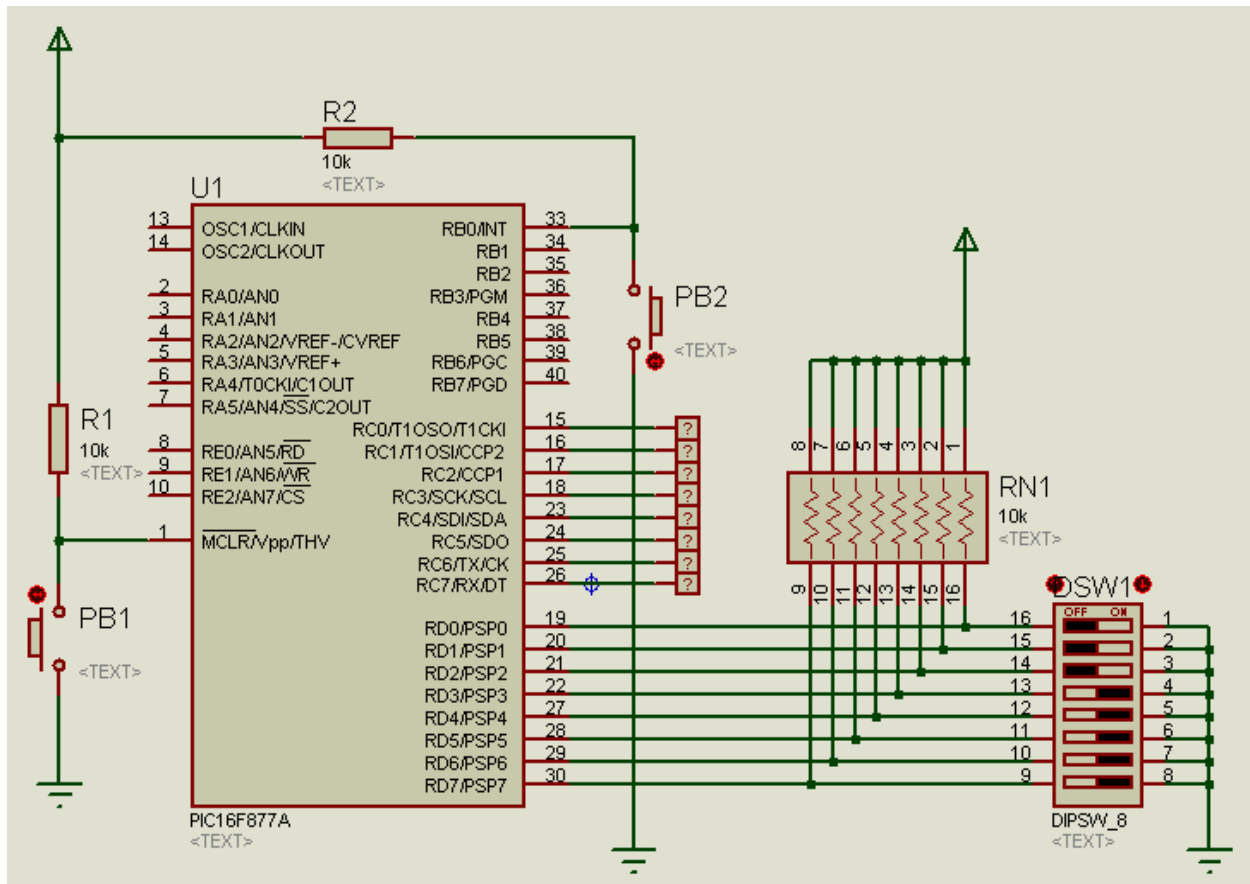 R2
10k
<TEXT>
U1
13 OSC1/CLKIN
14 OSC2/CLKOUT
2 RA0/AN0
3 RA1/AN1
4 RA2/AN2/VREF-/CVREF
5 RA3/AN3/VREF+
6 RA4/T0CKI/C1OUT
7 RA5/AN4/SS/C2OUT
8 RE0/AN5/RD
9 RE1/AN6/WR
10 RE2/AN7/CS
1 MCLR/Vpp/THV
RB0/INT 33
RB1 34
RB2 35
RB3/PGM 36
RB4 37
RB5 38
RB6/PGC 39
RB7/PGD 40
RC0/T1OSO/T1CKI 15 ?
RC1/T1OSI/CCP2 16 ?
RC2/CCP1 17 ?
RC3/SCK/SCL 18 ?
RC4/SDI/SDA 23 ?
RC5/SDO 24 ?
RC6/TX/CK 25 ?
RC7/RX/DT 26 ?
RD0/PSP0 19
RD1/PSP1 20
RD2/PSP2 21
RD3/PSP3 22
RD4/PSP4 27
RD5/PSP5 28
RD6/PSP6 29
RD7/PSP7 30
PIC16F877A
<TEXT>
R1
10k
<TEXT>
PB1
<TEXT>
PB2
<TEXT>
8 7 6 5 4 3 2 1
RN1
10k
<TEXT>
9 10 11 12 13 14 15 16
DSW1
OFF ON
16 1
15 2
14 3
13 4
12 5
11 6
10 7
9 8
DIPSW_8
<TEXT>